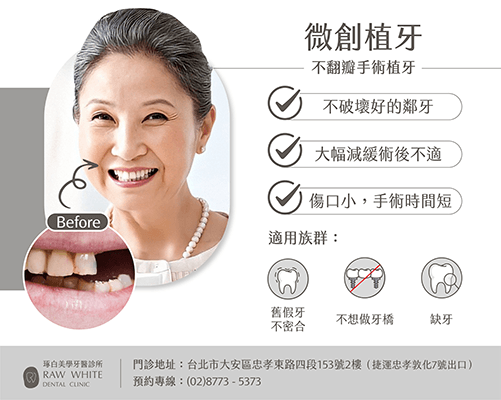 微創植牙
不翻瓣手術植牙
不破壞好的鄰牙
大幅減緩術後不適
傷口小，手術時間短
Before
適用族群：
舊假牙
不密合
不想做牙橋
缺牙
琢白美學牙醫診所
RAW WHITE
DENTAL CLINIC
門診地址：台北市大安區忠孝東路四段153號2樓（捷運忠孝敦化7號出口）
預約專線：(02)8773 - 5373